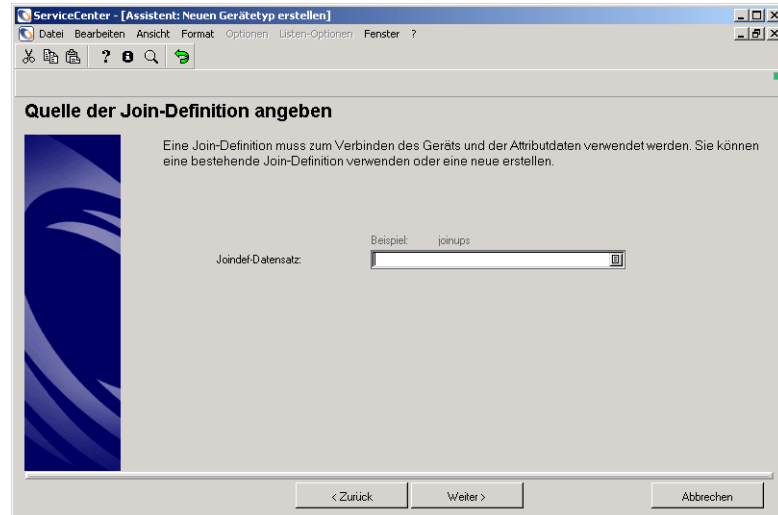 ServiceCenter - [Assistent: Neuen Gerätetyp erstellen]
Datei Bearbeiten Ansicht Format Optionen Listen-Optionen Fenster ?
Quelle der Join-Definition angeben
Eine Join-Definition muss zum Verbinden des Geräts und der Attributdaten verwendet werden. Sie können
eine bestehende Join-Definition verwenden oder eine neue erstellen.
Beispiel: joinups
Joindef-Datensatz:
< Zurück Weiter > Abbrechen